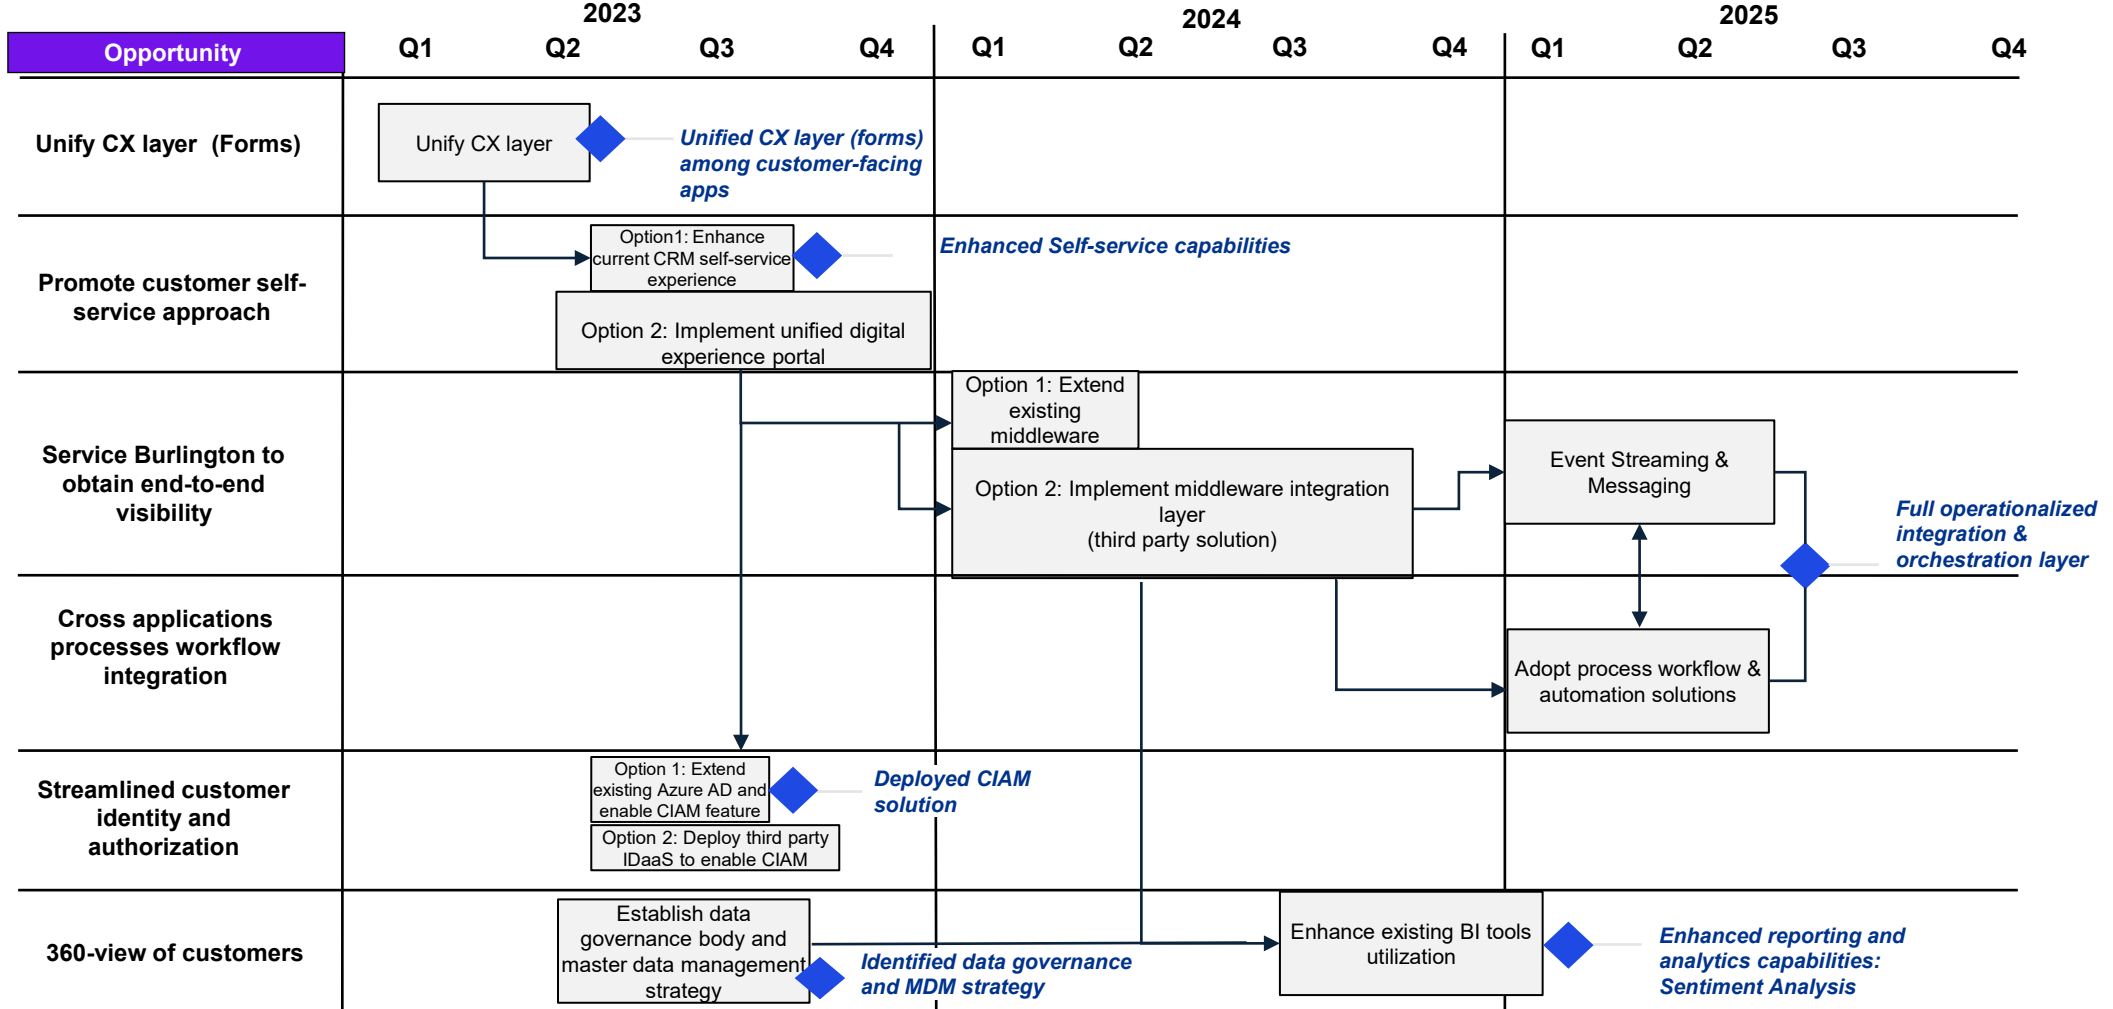 2023
2024
2025
Opportunity
Q1
Q2
Q3
Q4
Q1
Q2
Q3
Q4
Q1
Q2
Q3
Q4
Unify CX layer  (Forms)
Unify CX layer
Unified CX layer (forms)
among customer-facing
apps
Promote customer self-
service approach
Option1: Enhance
current CRM self-service
experience
Enhanced Self-service capabilities
Option 2: Implement unified digital
experience portal
Service Burlington to
obtain end-to-end
visibility
Option 1: Extend
existing
middleware
Option 2: Implement middleware integration
layer
(third party solution)
Event Streaming &
Messaging
Full operationalized
integration &
orchestration layer
Cross applications
processes workflow
integration
Adopt process workflow &
automation solutions
Streamlined customer
identity and
authorization
Option 1: Extend
existing Azure AD and
enable CIAM feature
Deployed CIAM
solution
Option 2: Deploy third party
IDaaS to enable CIAM
360-view of customers
Establish data
governance body and
master data management
strategy
Identified data governance
and MDM strategy
Enhance existing BI tools
utilization
Enhanced reporting and
analytics capabilities:
Sentiment Analysis